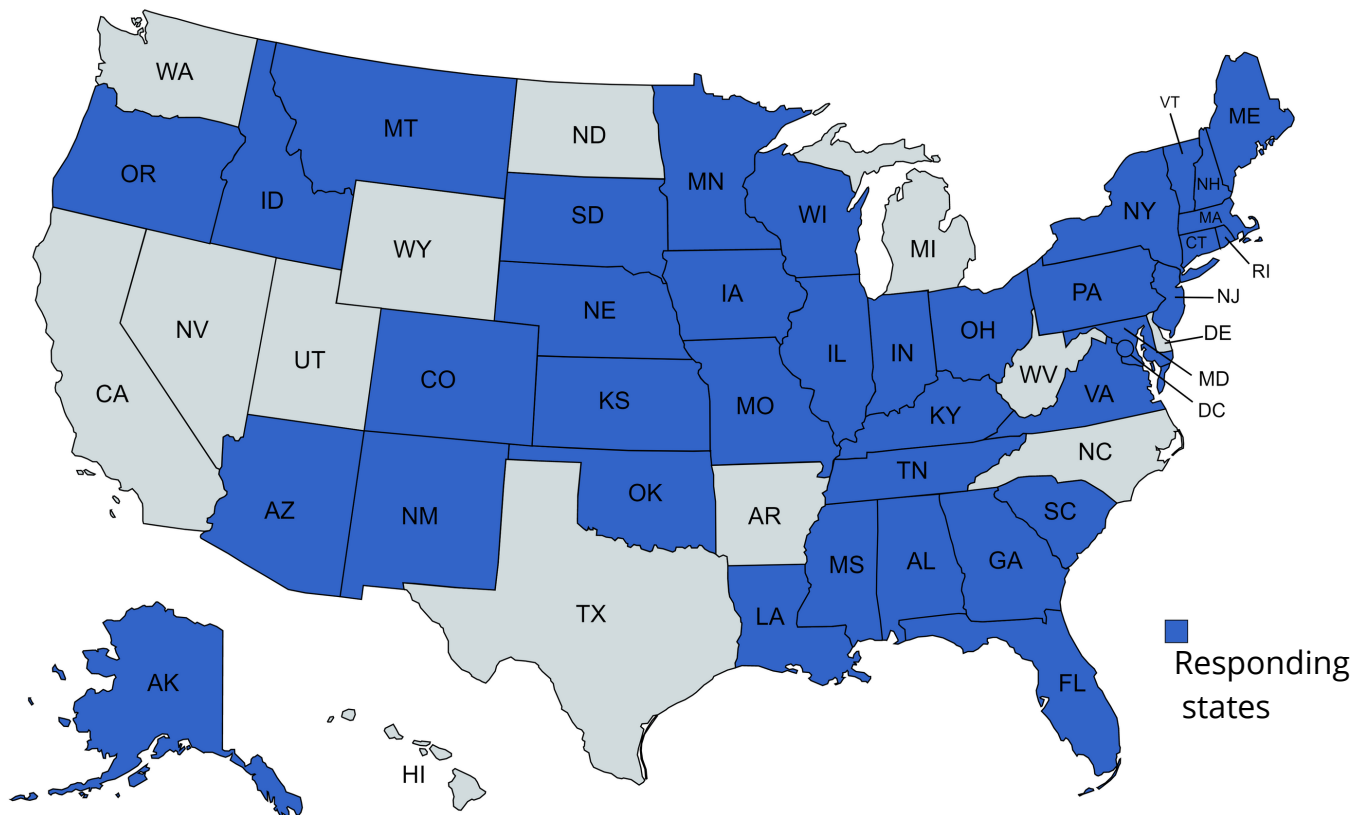 WA
VT
ME
MT
ND
OR
MN
ID
NH
SD
WI
NY
MA
WY
CT
MI
RI
IA
PA
NJ
NE
NV
OH
DE
UT
IL
IN
WV
CO
MD
CA
VA
KS
MO
DC
KY
NC
TN
OK
AZ
NM
AR
SC
MS
AL
GA
TX
LA
Responding
states
AK
FL
HI